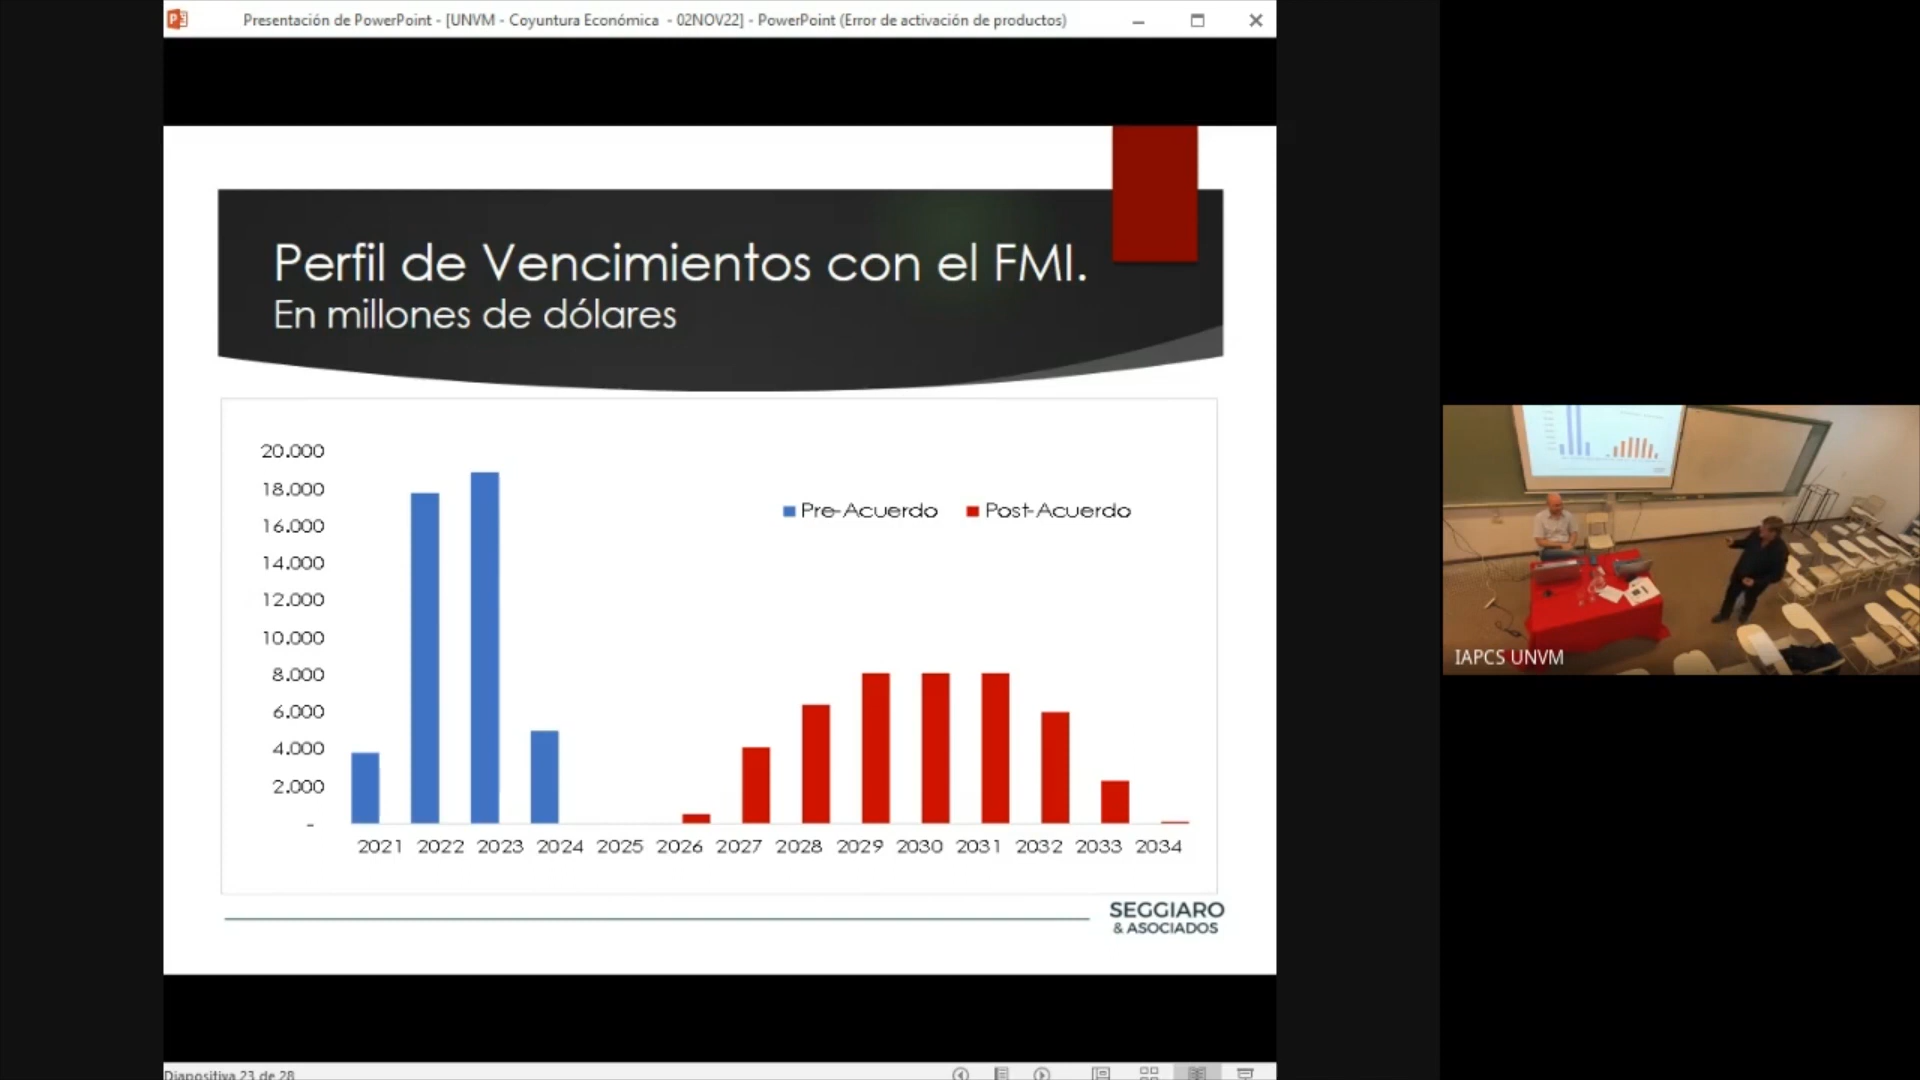 Presentación de PowerPoint - [UNVM - Coyuntura Económica - 02NOV22] - PowerPoint (Error de activación de productos)
Perfil de Vencimientos con el FMI.
En millones de dólares
20.000
18.000
16.000
14.000
12.000
10.000
8.000
6.000
4.000
2.000
-
Pre-Acuerdo Post-Acuerdo
2021 2022 2023 2024 2025 2026 2027 2028 2029 2030 2031 2032 2033 2034
SEGGIARO
& ASOCIADOS
IAPCS UNVM
Diapositiva 23 de 28